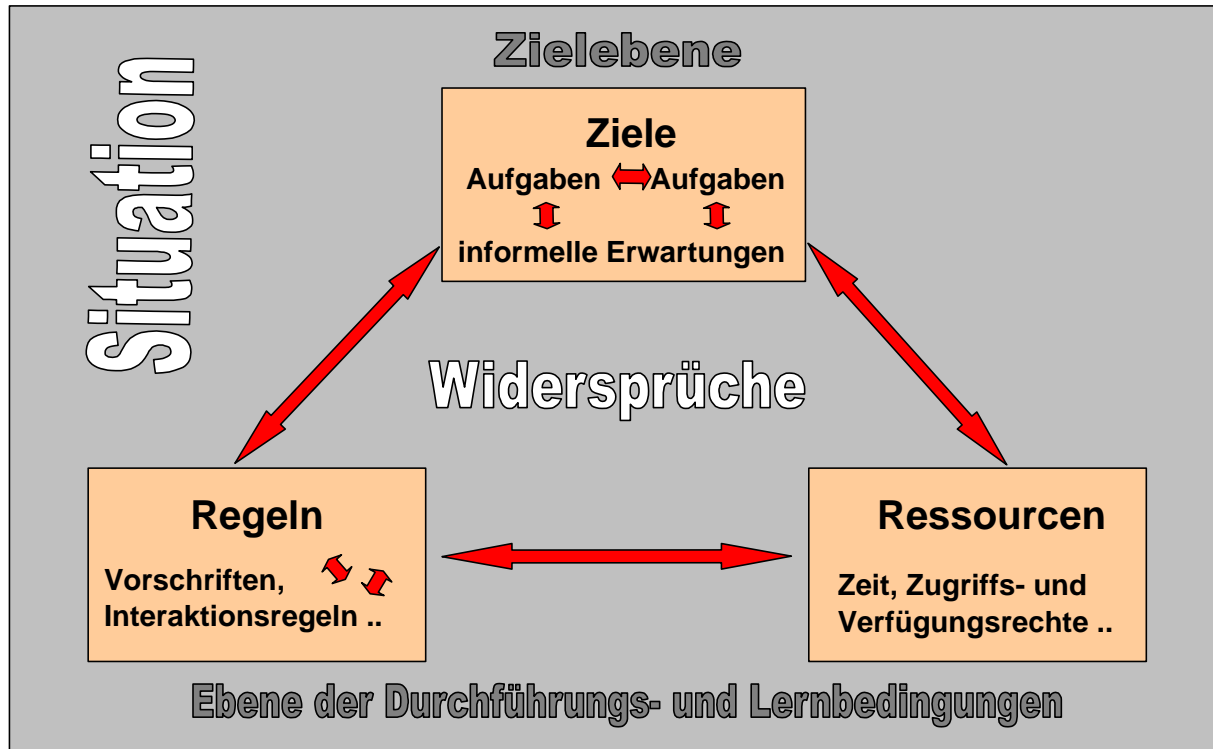 Zielebene
Situation
Ziele
Aufgaben Aufgaben
informelle Erwartungen
Widersprüche
Regeln
Vorschriften,
Interaktionsregeln ..
Ressourcen
Zeit, Zugriffs- und
Verfügungsrechte ..
Ebene der Durchführungs- und Lernbedingungen